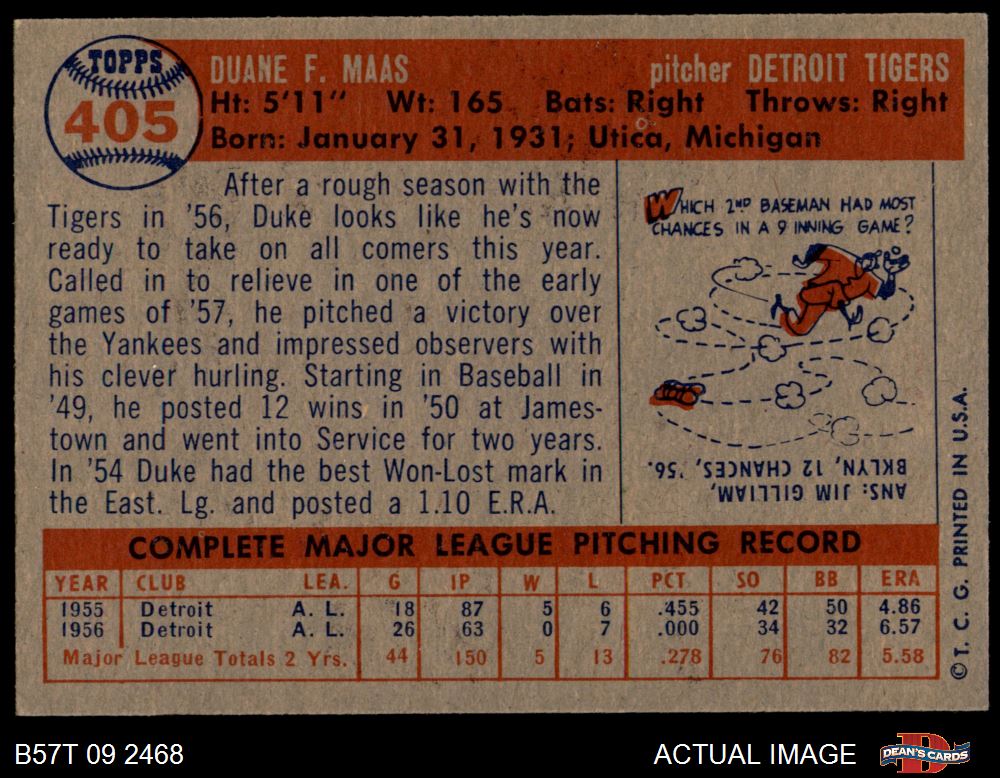 TOPPS
405
DUANE F. MAAS pitcher DETROIT TIGERS
Ht: 5'11" Wt: 165 Bats: Right Throws: Right
Born: January 31, 1931; Utica, Michigan
After a rough season with the
Tigers in '56, Duke looks like he's now
ready to take on all comers this year.
Called in to relieve in one of the early
games of '57, he pitched a victory over
the Yankees and impressed observers with
his clever hurling. Starting in Baseball in
'49, he posted 12 wins in '50 at James-
town and went into Service for two years.
In '54 Duke had the best Won-Lost mark in
the East. Lg. and posted a 1.10 E.R.A.
WHICH 2ND BASEMAN HAD MOST
CHANCES IN A 9 INNING GAME?
ANS: JIM GILLIAM,
BKLYN, 12 CHANCES, '56.
© T. C. G. PRINTED IN U.S.A.
COMPLETE MAJOR LEAGUE PITCHING RECORD
YEAR CLUB LEA. G IP W L PCT. SO BB ERA
1955 Detroit A. L. 18 87 5 6 .455 42 50 4.86
1956 Detroit A. L. 26 63 0 7 .000 34 32 6.57
Major League Totals 2 Yrs. 44 150 5 13 .278 76 82 5.58
B57T 09 2468 ACTUAL IMAGE DEAN'S CARDS